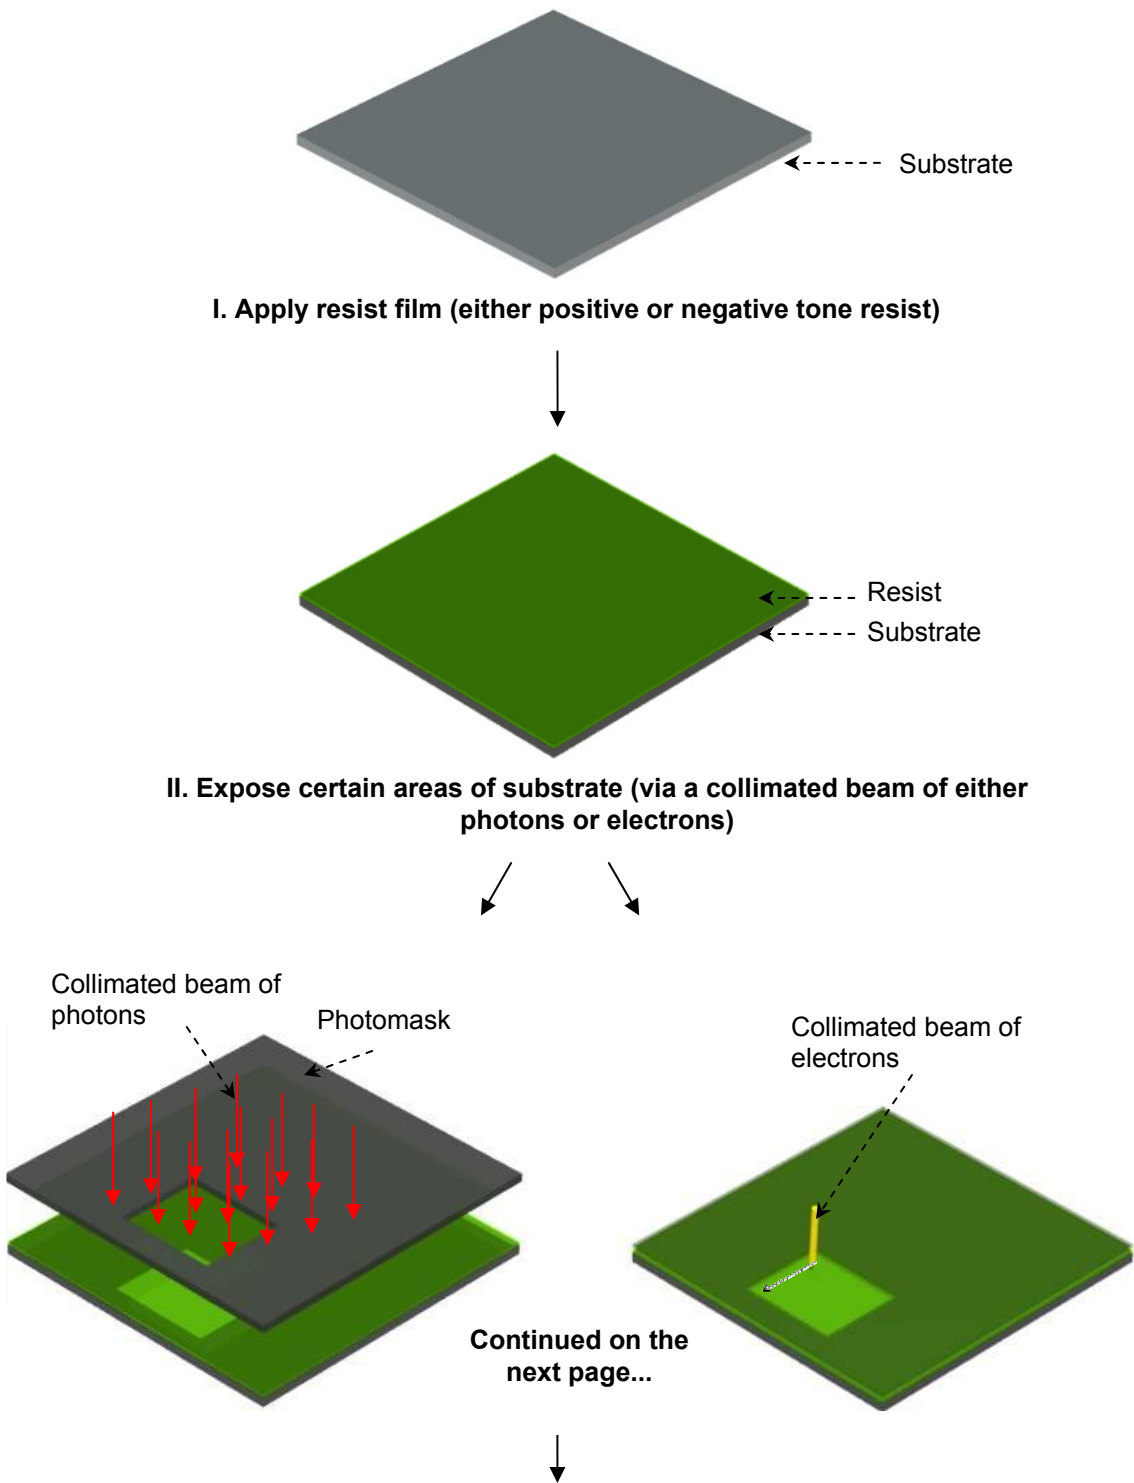 Substrate
I. Apply resist film (either positive or negative tone resist)
Resist
Substrate
II. Expose certain areas of substrate (via a collimated beam of either
photons or electrons)
Collimated beam of
photons
Photomask
Collimated beam of
electrons
Continued on the
next page...